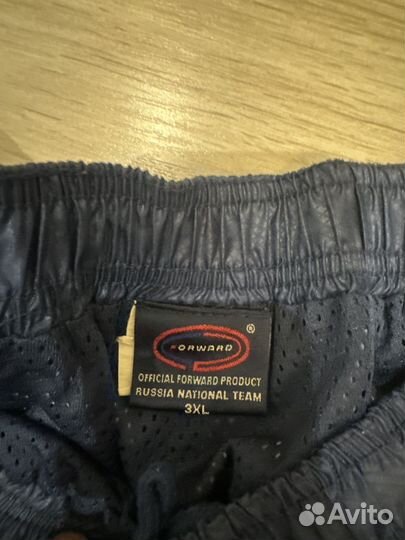 FORWARD ®
OFFICIAL FORWARD PRODUCT
RUSSIA NATIONAL TEAM
3XL
Avito